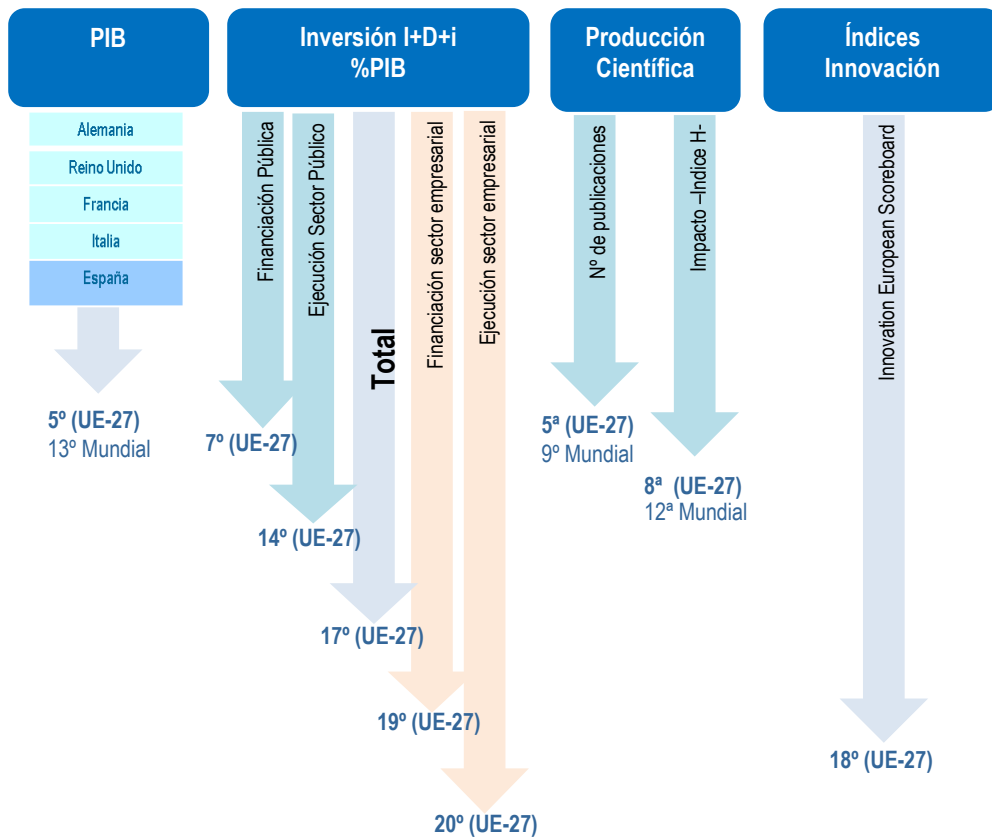 PIB
Alemania
Reino Unido
Francia
Italia
España
5º (UE-27)
13º Mundial
Inversión I+D+i
%PIB
Financiación Pública
7º (UE-27)
Ejecución Sector Público
14º (UE-27)
Total
17º (UE-27)
Financiación sector empresarial
19º (UE-27)
Ejecución sector empresarial
20º (UE-27)
Producción
Científica
Nº de publicaciones
5ª (UE-27)
9º Mundial
Impacto –Indice H-
8ª (UE-27)
12ª Mundial
Índices
Innovación
Innovation European Scoreboard
18º (UE-27)